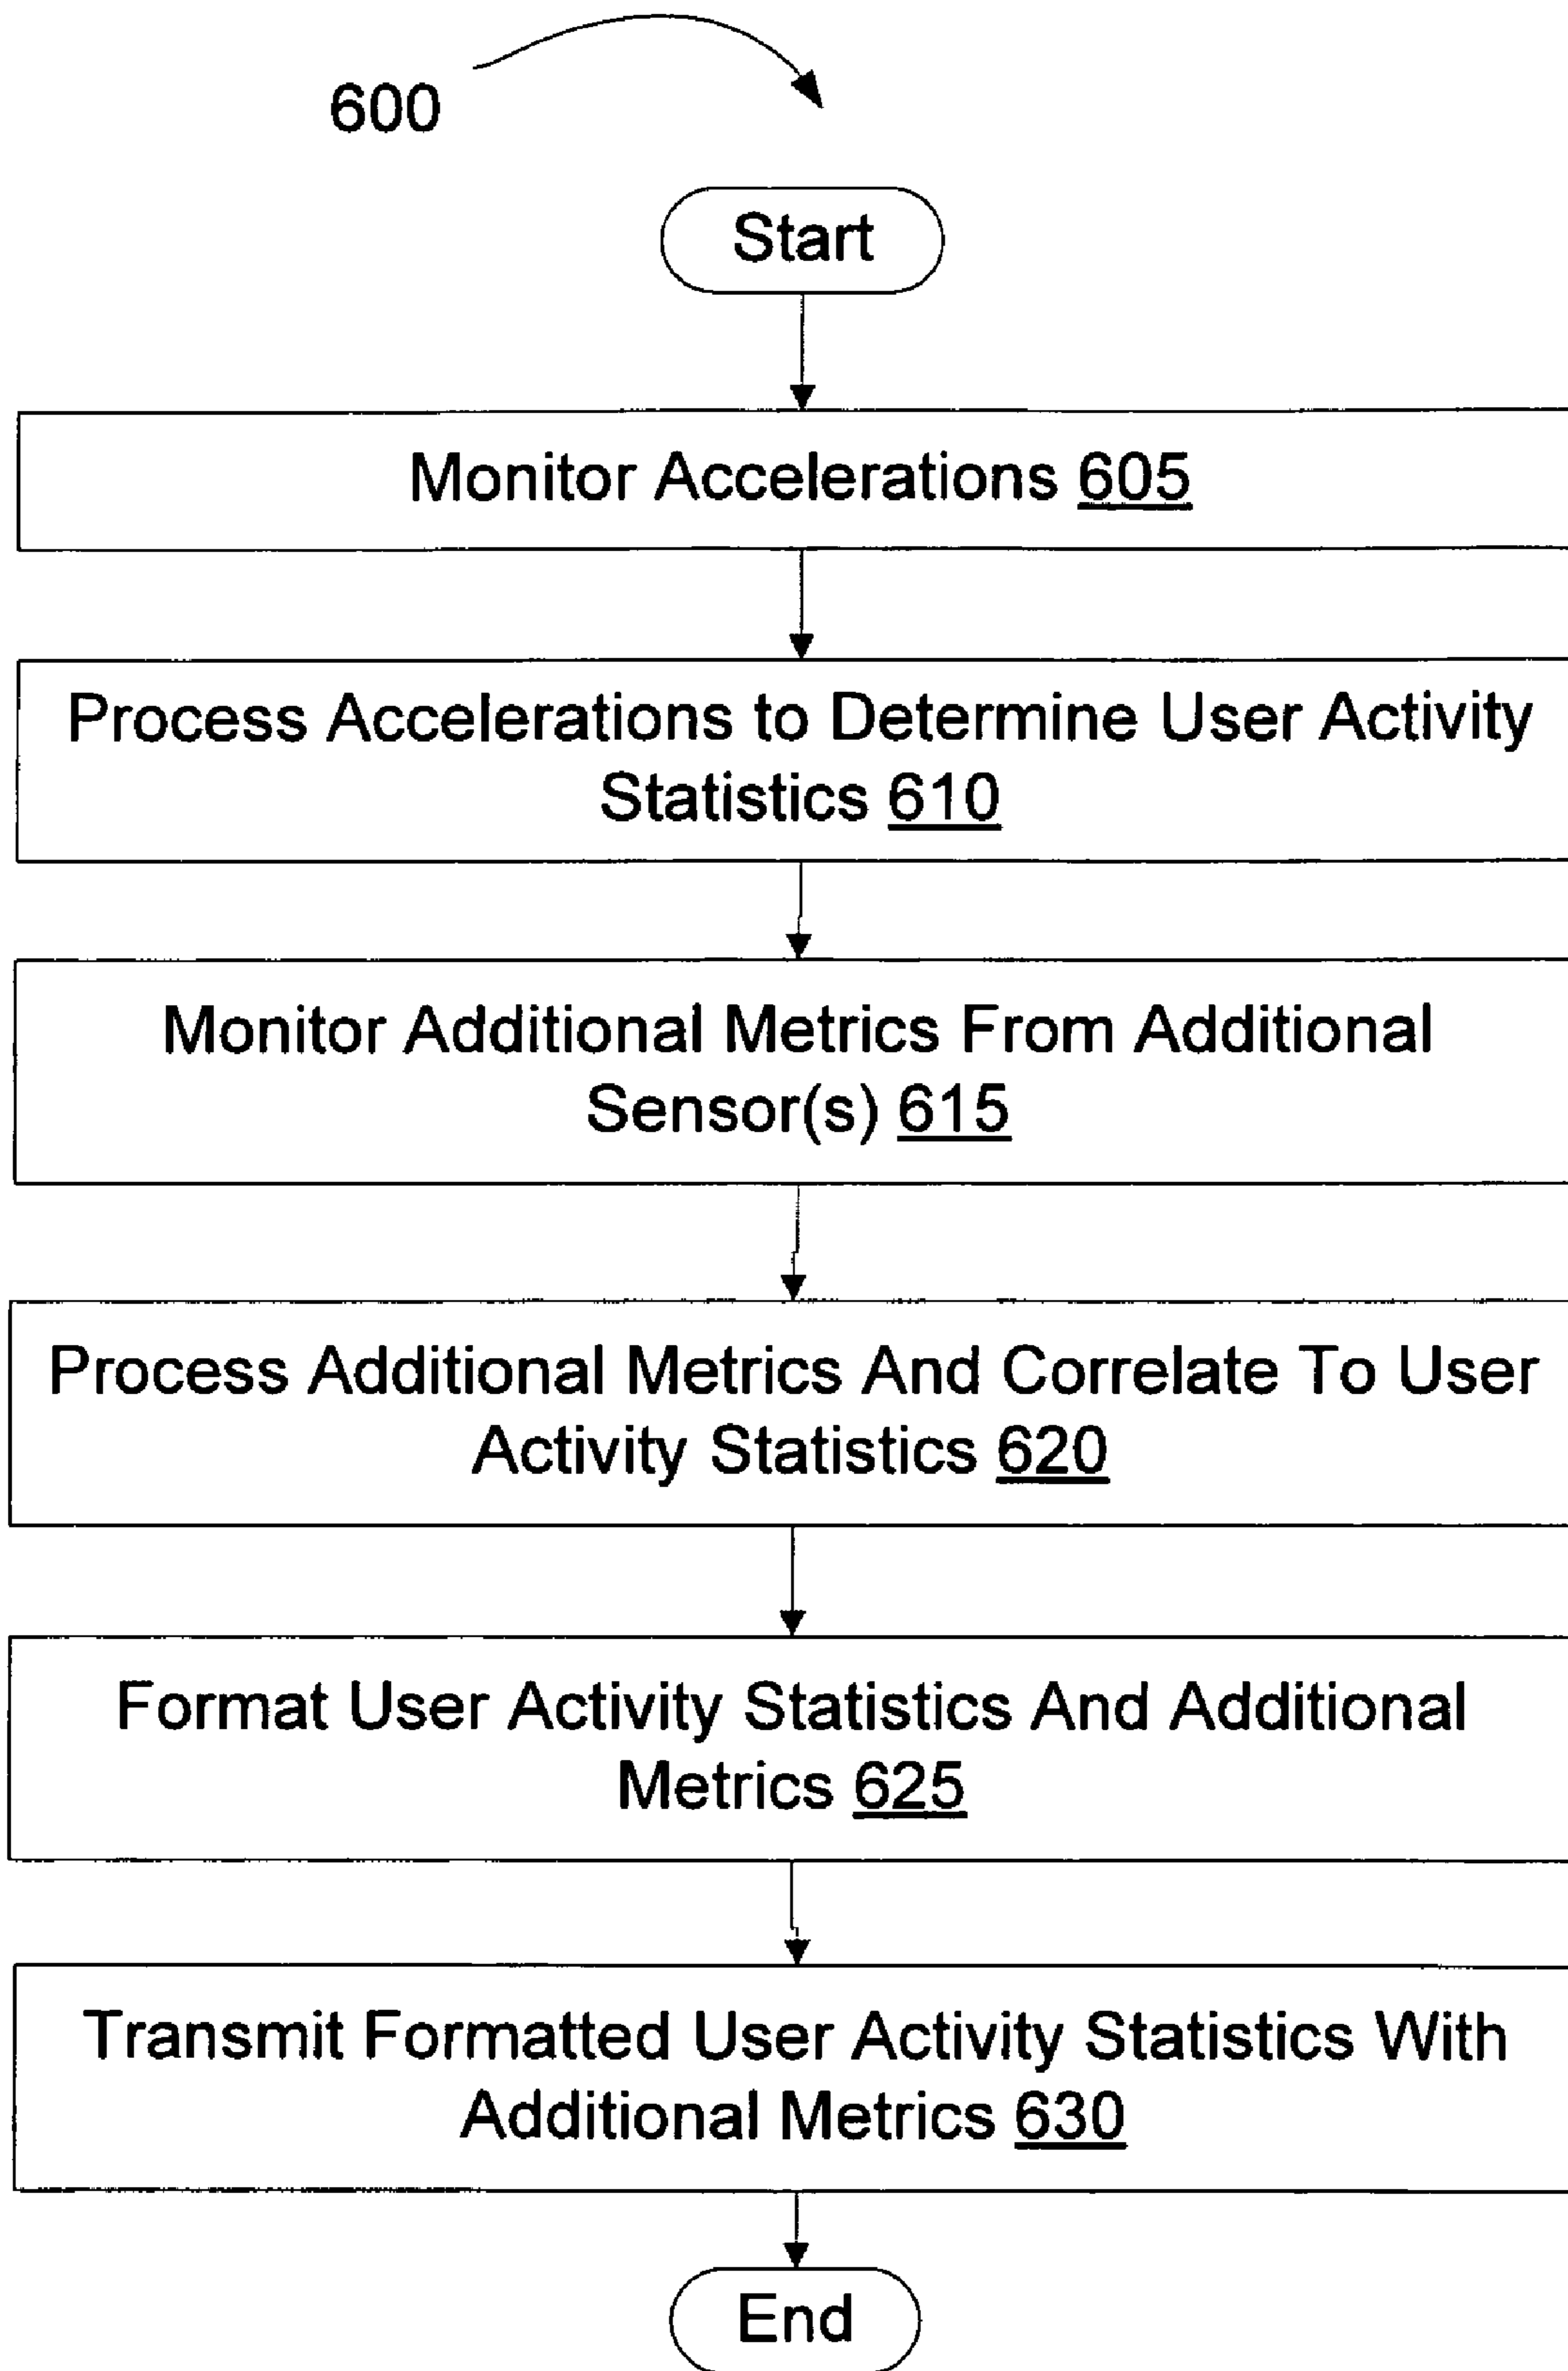 600
Start
Monitor Accelerations 605
Process Accelerations to Determine User Activity
Statistics 610
Monitor Additional Metrics From Additional
Sensor(s) 615
Process Additional Metrics And Correlate To User
Activity Statistics 620
Format User Activity Statistics And Additional
Metrics 625
Transmit Formatted User Activity Statistics With
Additional Metrics 630
End